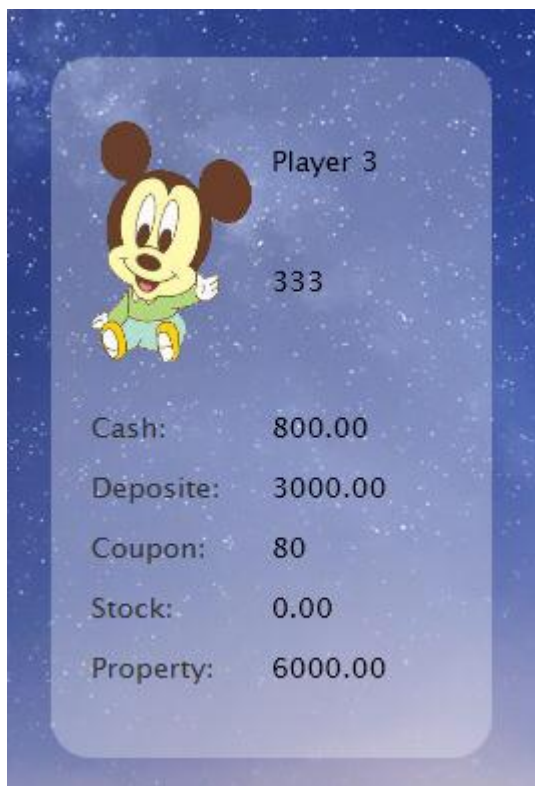 Player 3
333
Cash: 800.00
Deposite: 3000.00
Coupon: 80
Stock: 0.00
Property: 6000.00